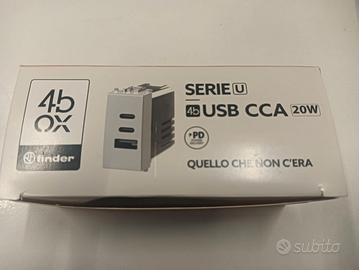 4b
ox
finder
SERIE U
4b USB CCA 20W
PD
QUELLO CHE NON C'ERA
subito